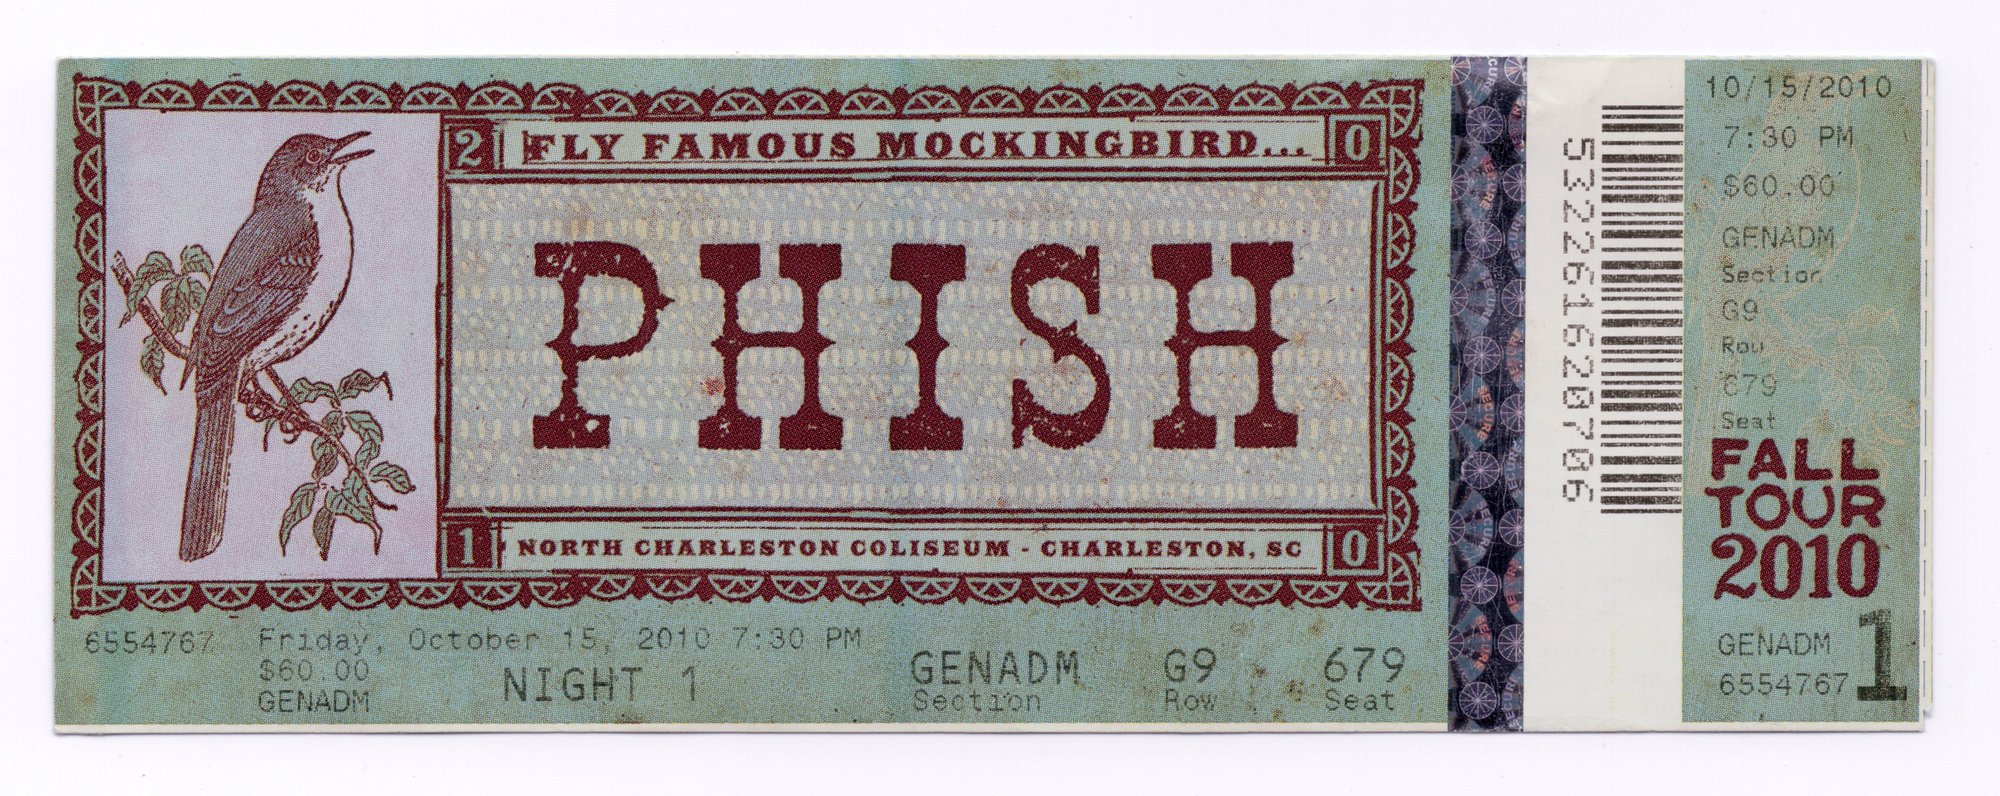 2 FLY FAMOUS MOCKINGBIRD... 0
PHISH
1 NORTH CHARLESTON COLISEUM - CHARLESTON, SC 0
6554767 Friday, October 15, 2010 7:30 PM
$60.00
GENADM
NIGHT 1
GENADM G9 679
Section Row Seat
5322616620706
10/15/2010
7:30 PM
$60.00
GENADM
Section
G9
Row
679
Seat
FALL
TOUR
2010
GENADM
6554767
1